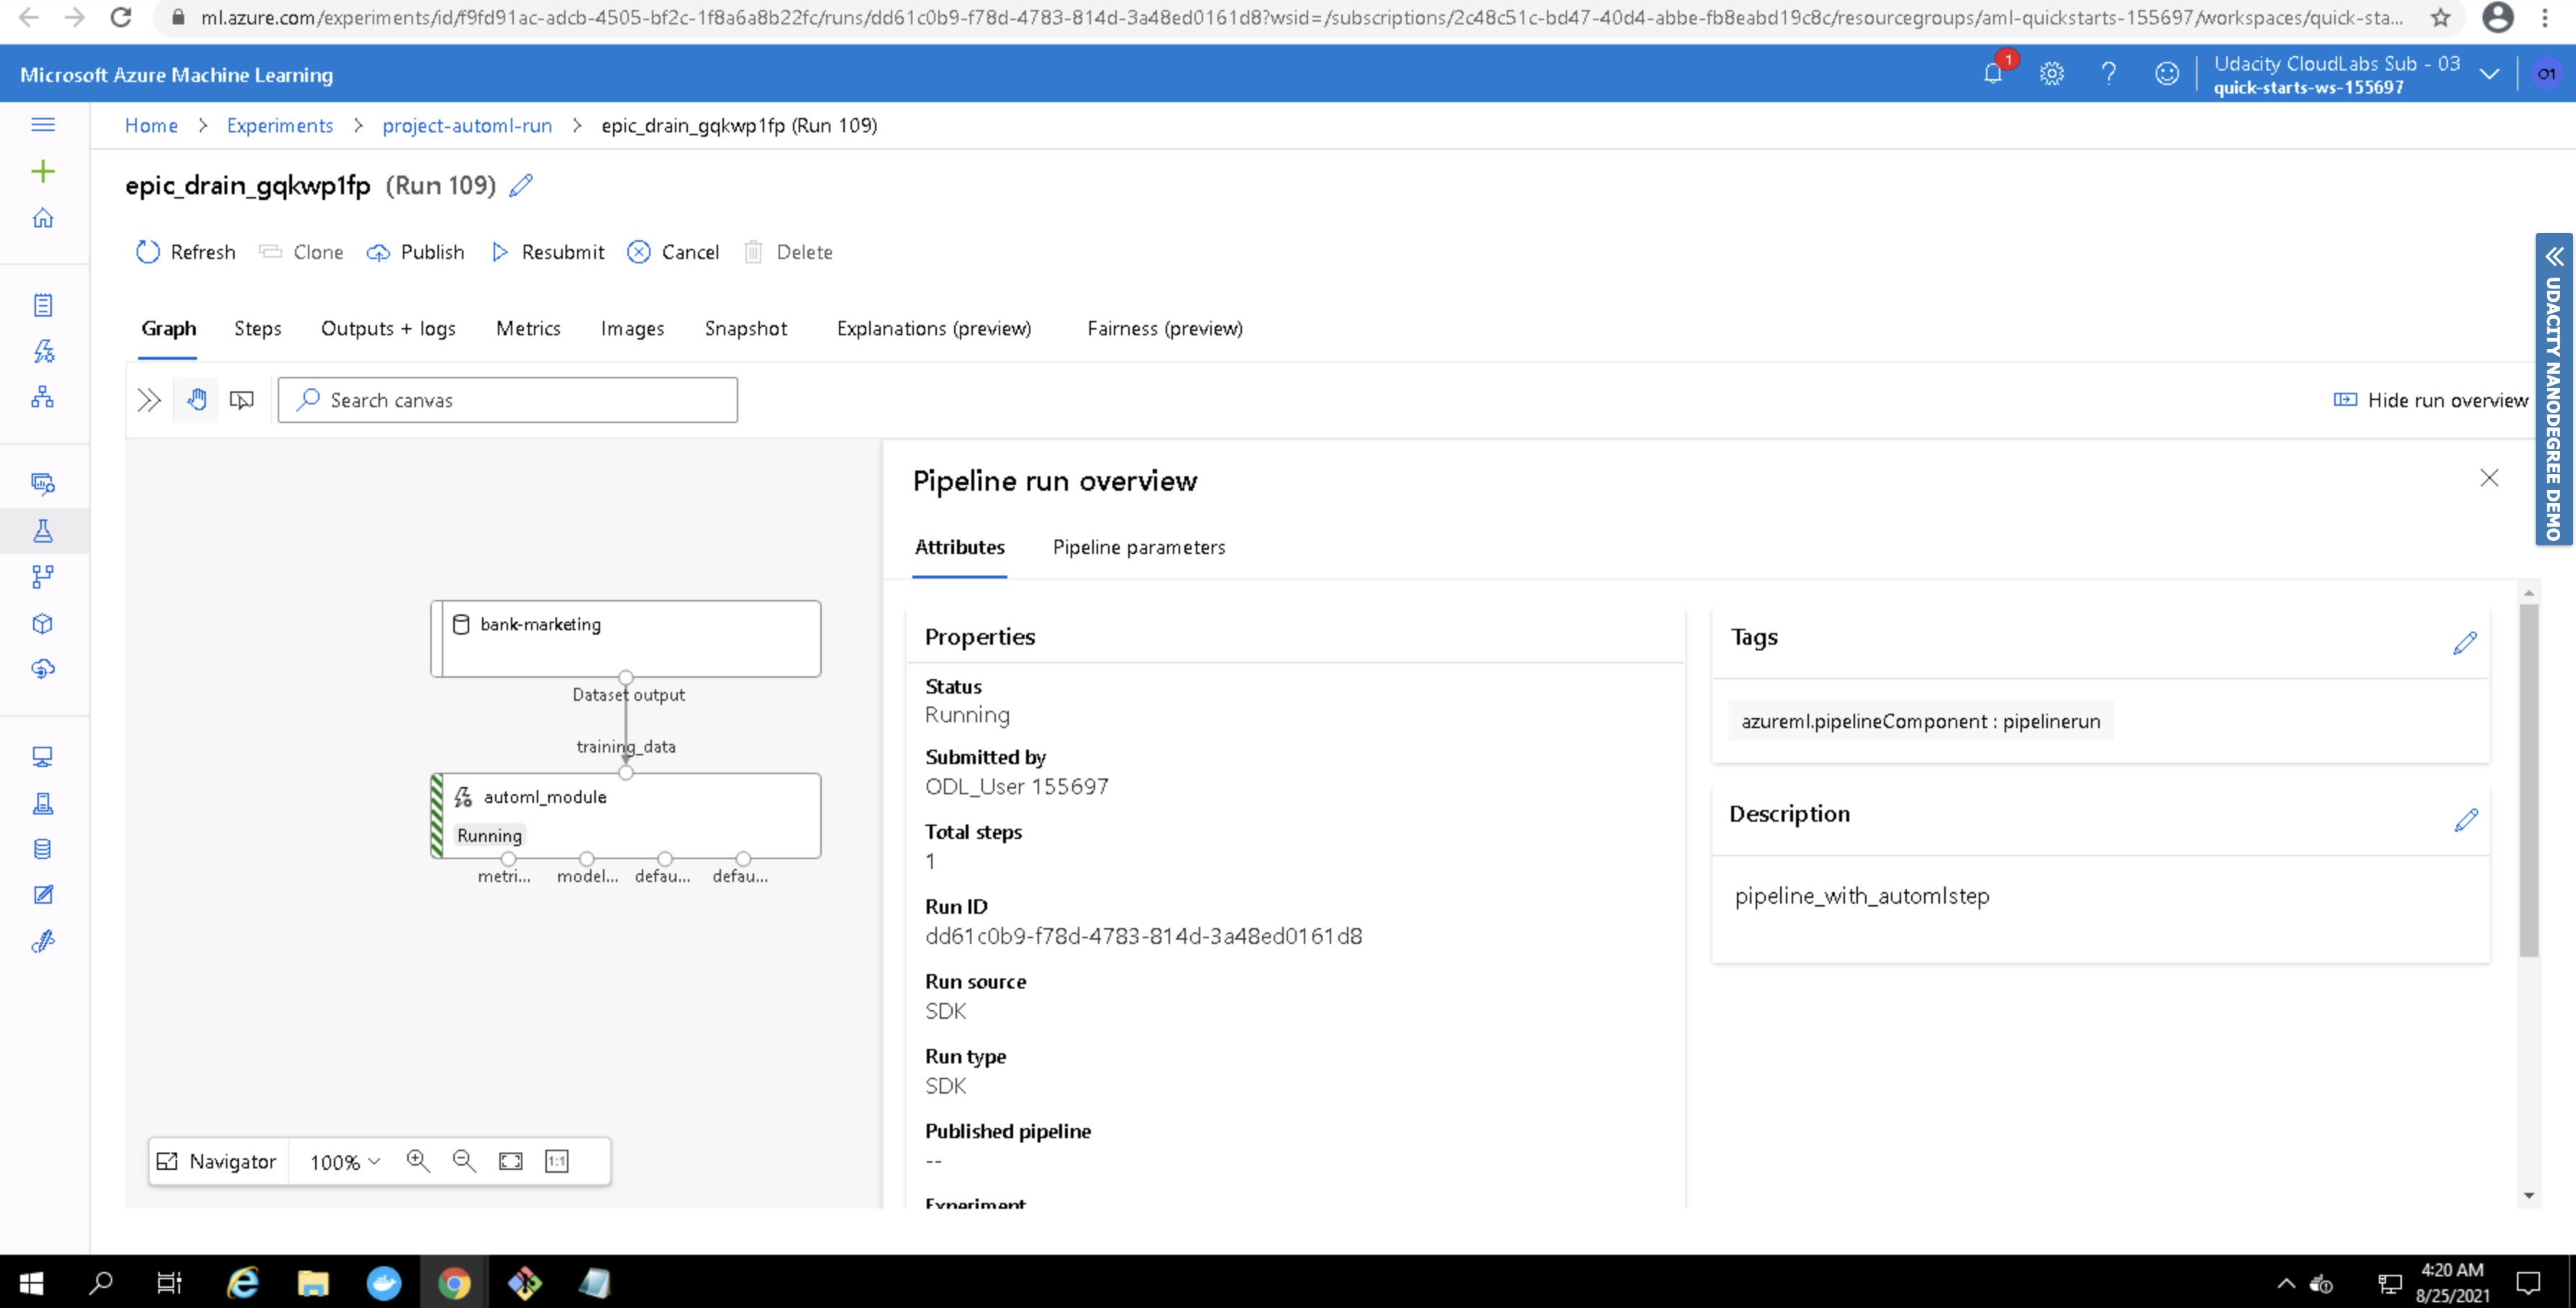 ml.azure.com/experiments/id/f9fd91ac-adcb-4505-bf2c-1f8a6a8b22fc/runs/dd61c0b9-f78d-4783-814d-3a48ed0161d8?wsid=/subscriptions/2c48c51c-bd47-40d4-abbe-fb8eabd19c8c/resourcegroups/aml-quickstarts-155697/workspaces/quick-sta...
Microsoft Azure Machine Learning
1
Udacity CloudLabs Sub - 03
quick-starts-ws-155697
O1
Home > Experiments > project-automl-run > epic_drain_gqkwp1fp (Run 109)
epic_drain_gqkwp1fp (Run 109)
Refresh Clone Publish Resubmit Cancel Delete
Graph Steps Outputs + logs Metrics Images Snapshot Explanations (preview) Fairness (preview)
Search canvas
Hide run overview
UDACITY NANODEGREE DEMO
bank-marketing
Dataset output
training_data
automl_module
Running
metri... model... defau... defau...
Navigator 100% 1:1
Pipeline run overview
Attributes Pipeline parameters
Properties
Status
Running
Submitted by
ODL_User 155697
Total steps
1
Run ID
dd61c0b9-f78d-4783-814d-3a48ed0161d8
Run source
SDK
Run type
SDK
Published pipeline
--
Experiment
Tags
azureml.pipelineComponent : pipelinerun
Description
pipeline_with_automlstep
4:20 AM
8/25/2021